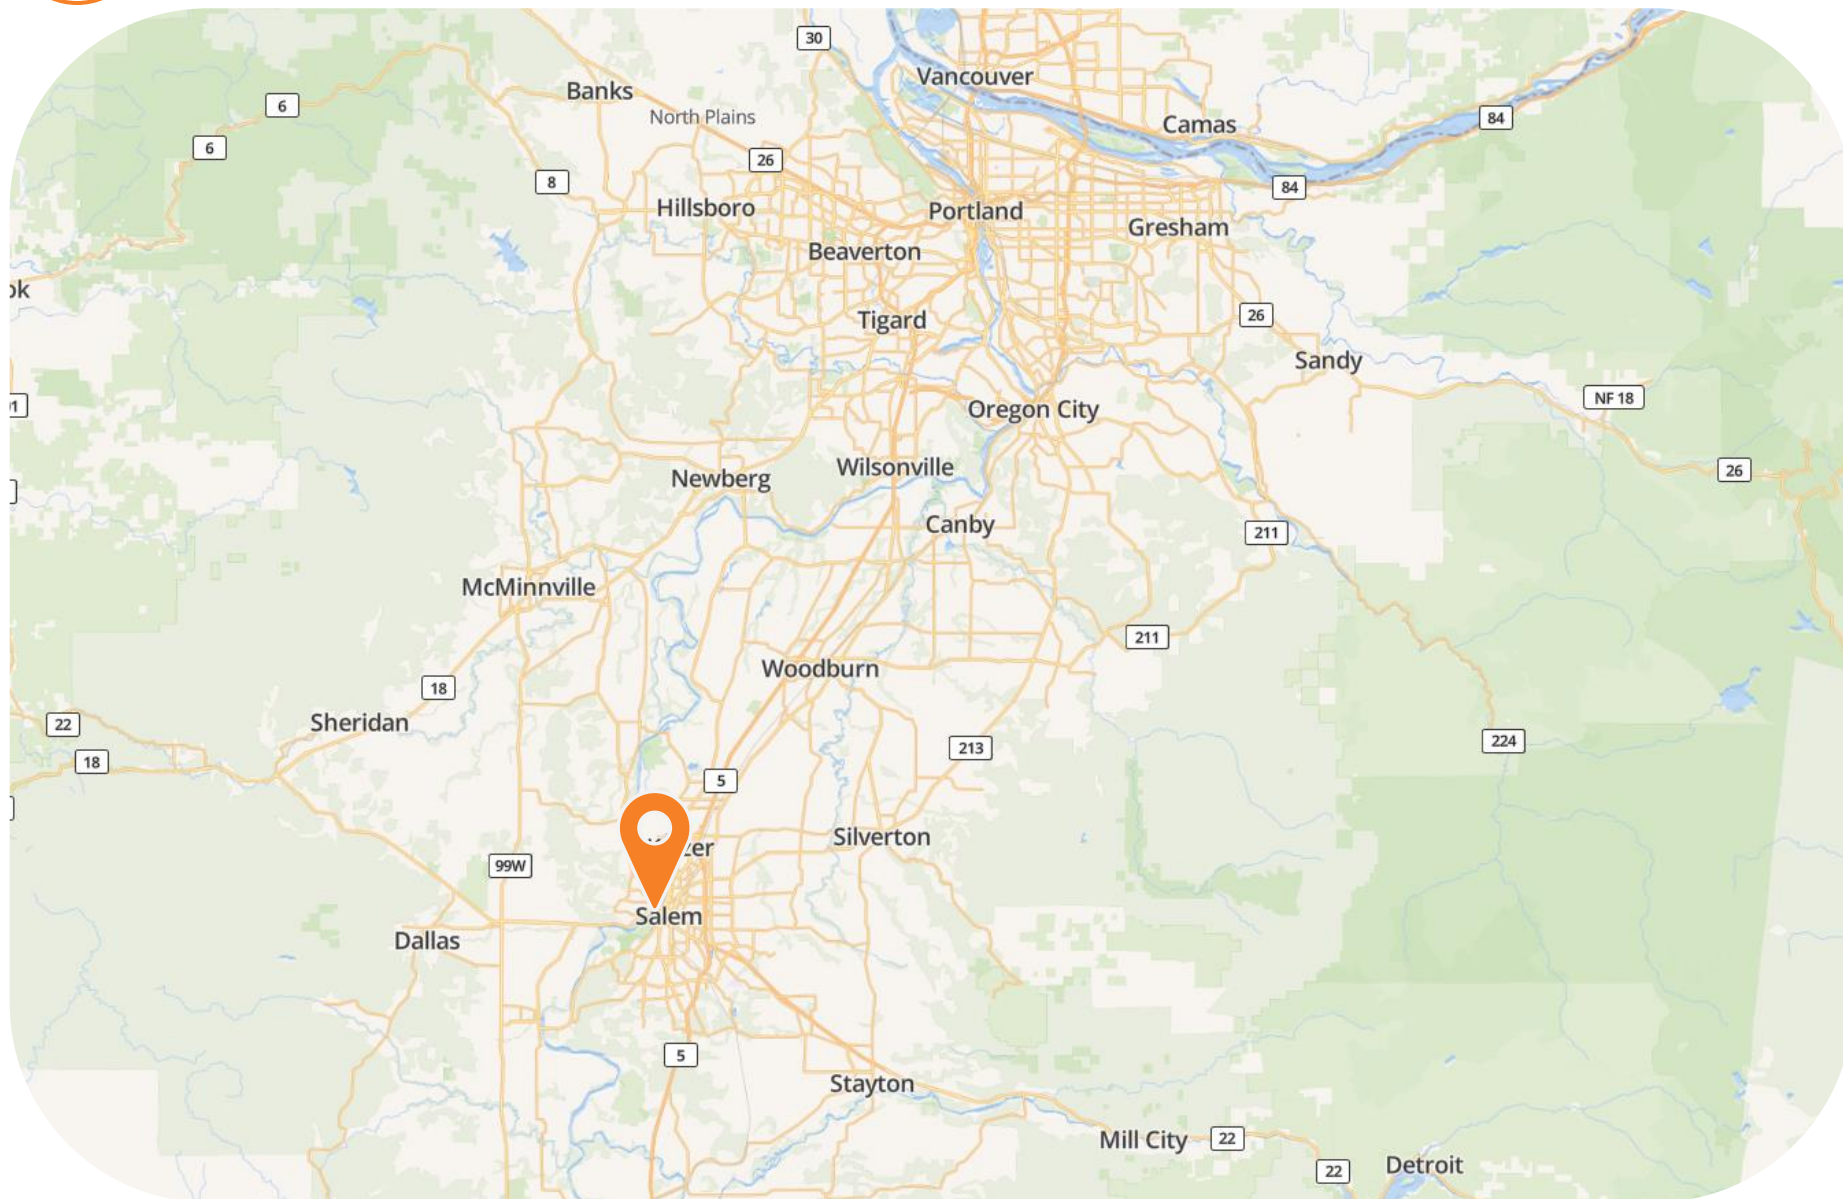 30
Vancouver
Banks
6
North Plains
Camas
84
6
26
8
84
Hillsboro
Portland
Gresham
Beaverton
26
Tigard
Sandy
NF 18
Oregon City
Wilsonville
26
Newberg
Canby
211
McMinnville
211
Woodburn
18
Sheridan
22
213
224
18
5
Silverton
99W
Salem
Dallas
5
Stayton
Mill City
22
Detroit
22